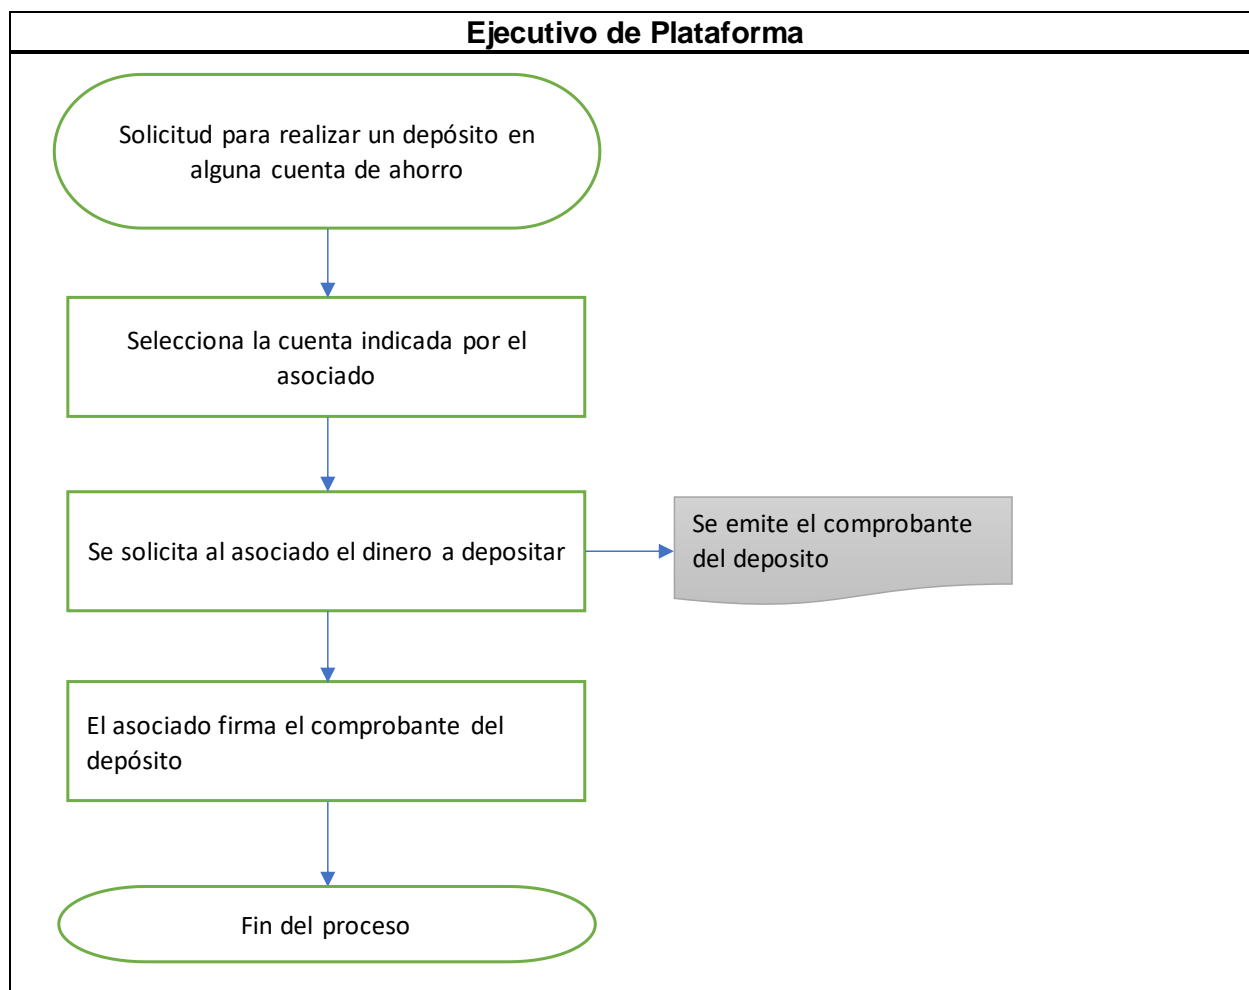 Ejecutivo de Plataforma
Solicitud para realizar un depósito en
alguna cuenta de ahorro
Selecciona la cuenta indicada por el
asociado
Se solicita al asociado el dinero a depositar
Se emite el comprobante
del deposito
El asociado firma el comprobante del
depósito
Fin del proceso